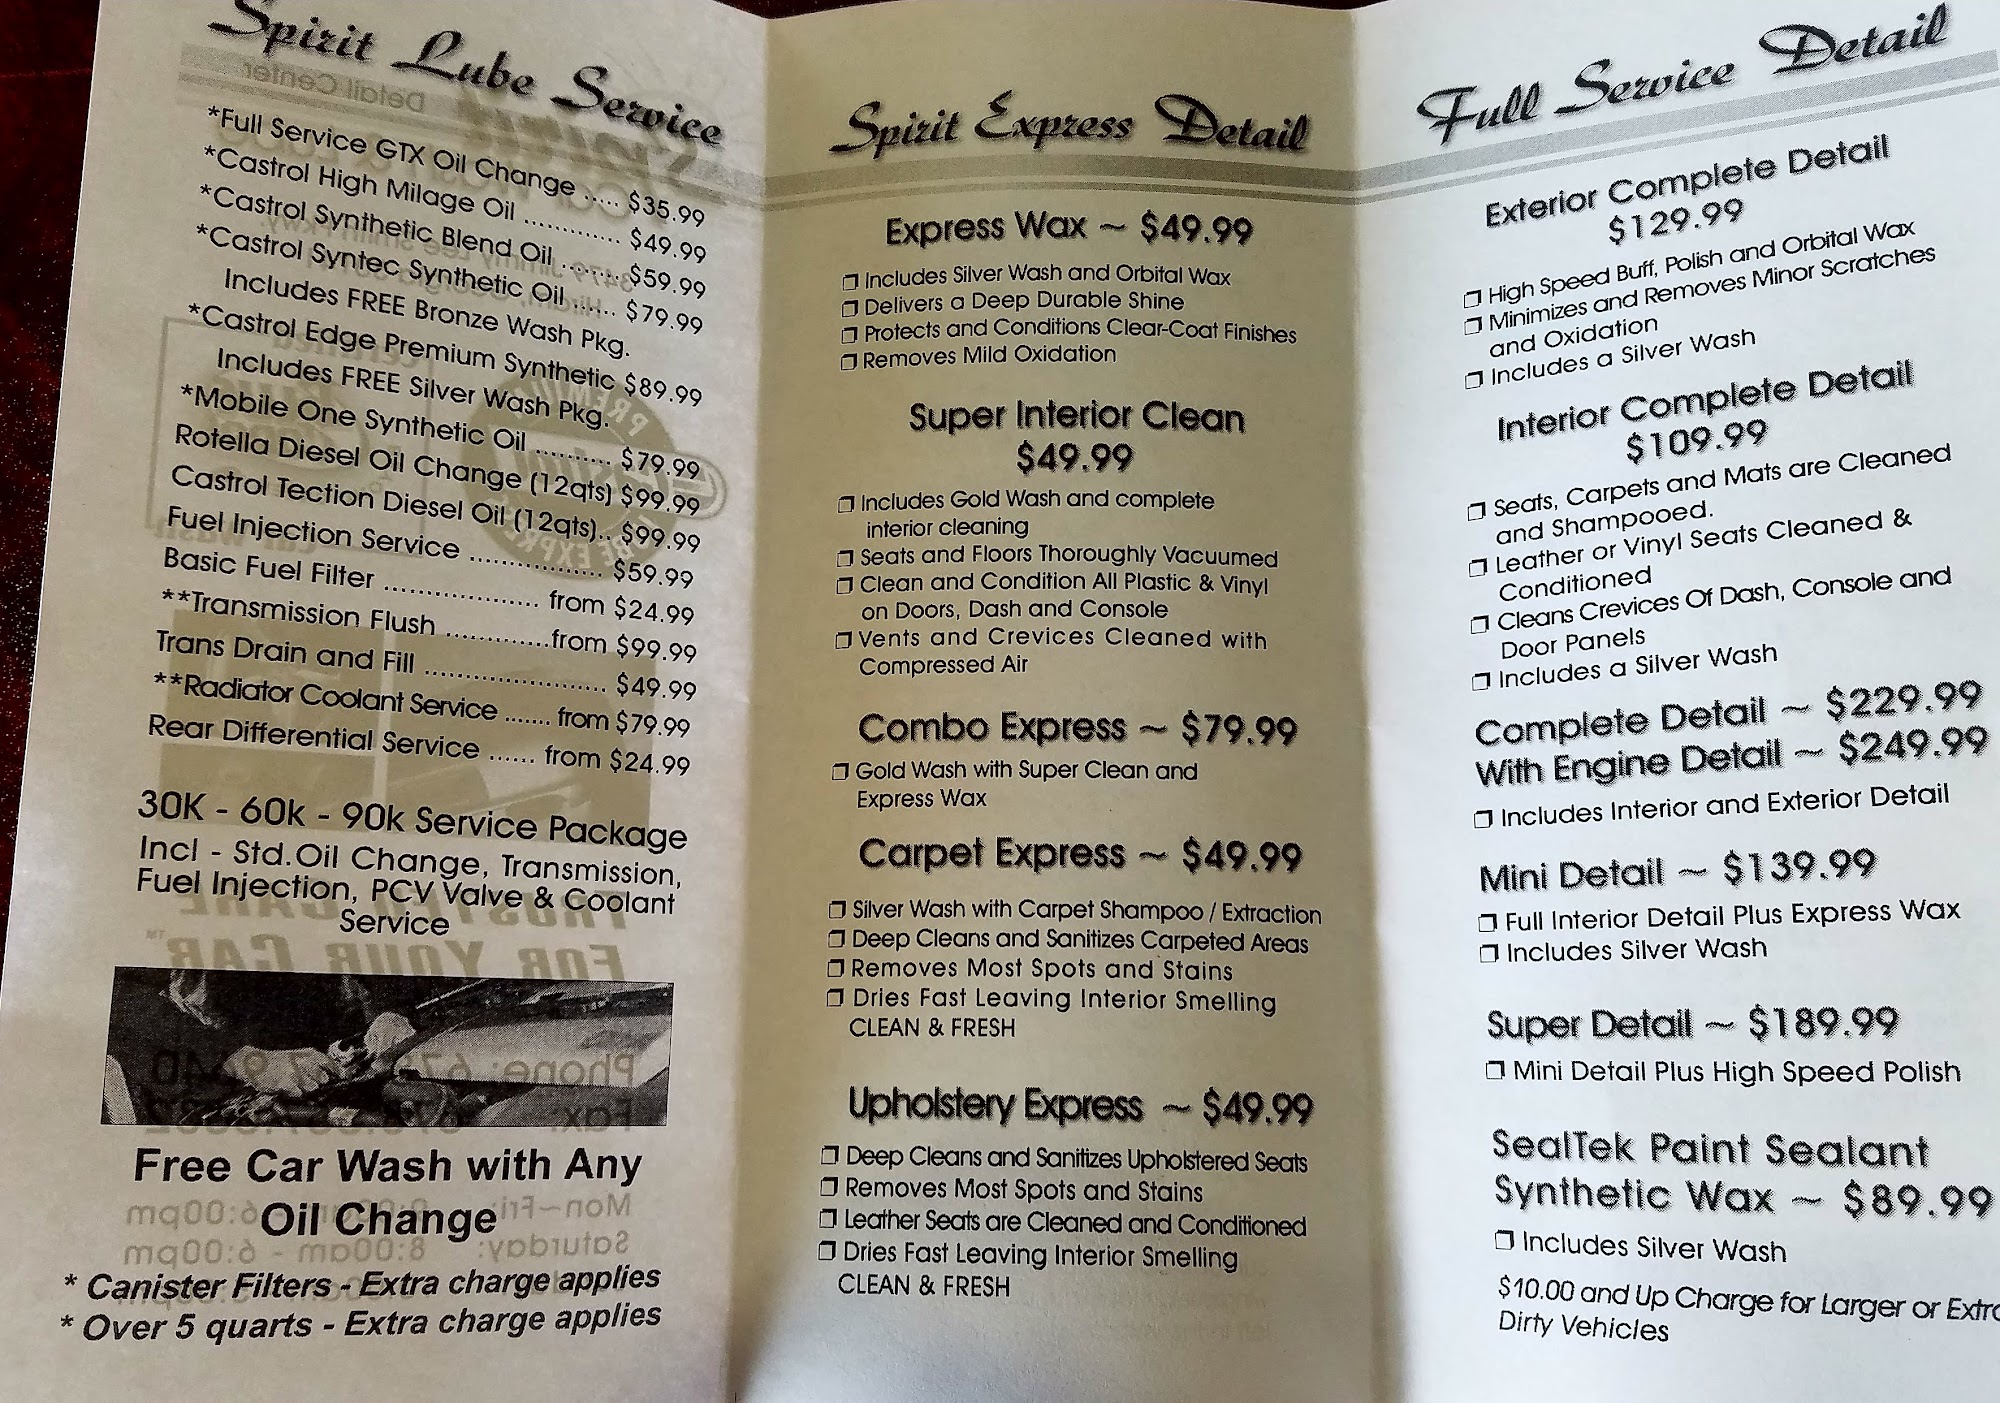 Spirit Lube Service
*Full Service GTX Oil Change ..... $35.99
*Castrol High Milage Oil ............. $49.99
*Castrol Synthetic Blend Oil ........ $59.99
*Castrol Syntec Synthetic Oil ...... $79.99
Includes FREE Bronze Wash Pkg.
*Castrol Edge Premium Synthetic $89.99
Includes FREE Silver Wash Pkg.
*Mobile One Synthetic Oil .......... $79.99
Rotella Diesel Oil Change (12qts) $99.99
Castrol Tection Diesel Oil (12qts).. $99.99
Fuel Injection Service ................. $59.99
Basic Fuel Filter .................... from $24.99
**Transmission Flush .............from $99.99
Trans Drain and Fill ........................ $49.99
**Radiator Coolant Service ....... from $79.99
Rear Differential Service ...... from $24.99
30K - 60k - 90k Service Package
Incl - Std.Oil Change, Transmission,
Fuel Injection, PCV Valve & Coolant
Service
Free Car Wash with Any
Oil Change
* Canister Filters - Extra charge applies
* Over 5 quarts - Extra charge applies
Spirit Express Detail
Express Wax ~ $49.99
❒ Includes Silver Wash and Orbital Wax
❒ Delivers a Deep Durable Shine
❒ Protects and Conditions Clear-Coat Finishes
❒ Removes Mild Oxidation
Super Interior Clean
$49.99
❒ Includes Gold Wash and complete
interior cleaning
❒ Seats and Floors Thoroughly Vacuumed
❒ Clean and Condition All Plastic & Vinyl
on Doors, Dash and Console
❒ Vents and Crevices Cleaned with
Compressed Air
Combo Express ~ $79.99
❒ Gold Wash with Super Clean and
Express Wax
Carpet Express ~ $49.99
❒ Silver Wash with Carpet Shampoo / Extraction
❒ Deep Cleans and Sanitizes Carpeted Areas
❒ Removes Most Spots and Stains
❒ Dries Fast Leaving Interior Smelling
CLEAN & FRESH
Upholstery Express ~ $49.99
❒ Deep Cleans and Sanitizes Upholstered Seats
❒ Removes Most Spots and Stains
❒ Leather Seats are Cleaned and Conditioned
❒ Dries Fast Leaving Interior Smelling
CLEAN & FRESH
Full Service Detail
Exterior Complete Detail
$129.99
❒ High Speed Buff, Polish and Orbital Wax
❒ Minimizes and Removes Minor Scratches
and Oxidation
❒ Includes a Silver Wash
Interior Complete Detail
$109.99
❒ Seats, Carpets and Mats are Cleaned
and Shampooed.
❒ Leather or Vinyl Seats Cleaned &
Conditioned
❒ Cleans Crevices Of Dash, Console and
Door Panels
❒ Includes a Silver Wash
Complete Detail ~ $229.99
With Engine Detail ~ $249.99
❒ Includes Interior and Exterior Detail
Mini Detail ~ $139.99
❒ Full Interior Detail Plus Express Wax
❒ Includes Silver Wash
Super Detail ~ $189.99
❒ Mini Detail Plus High Speed Polish
SealTek Paint Sealant
Synthetic Wax ~ $89.99
❒ Includes Silver Wash
$10.00 and Up Charge for Larger or Extra
Dirty Vehicles